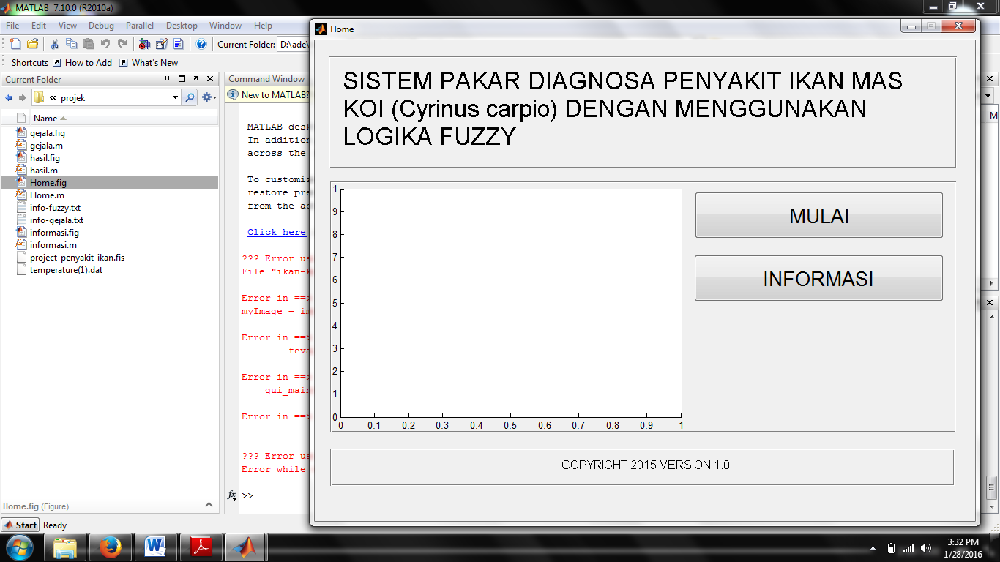 MATLAB 7.10.0 (R2010a)
File Edit View Debug Parallel Desktop Window Help
Current Folder: D:\ade\
Shortcuts How to Add What's New
Current Folder
« projek
Name
gejala.fig
gejala.m
hasil.fig
hasil.m
Home.fig
Home.m
info-fuzzy.txt
info-gejala.txt
informasi.fig
informasi.m
project-penyakit-ikan.fis
temperature(1).dat
Home.fig (Figure)
Start Ready
Command Window
New to MATLAB?
MATLAB desk
In addition
across the
To customiz
restore pre
from the
Click here
??? Error us
File "ikan-k
Error in ==>
myImage = im
Error in ==>
feva
Error in ==>
gui_main
Error in ==>
??? Error us
Error while
fx >>
Home
SISTEM PAKAR DIAGNOSA PENYAKIT IKAN MAS
KOI (Cyrinus carpio) DENGAN MENGGUNAKAN
LOGIKA FUZZY
1
9
8
7
6
5
4
3
2
1
0
0 0.1 0.2 0.3 0.4 0.5 0.6 0.7 0.8 0.9 1
MULAI
INFORMASI
COPYRIGHT 2015 VERSION 1.0
M
3:32 PM
1/28/2016